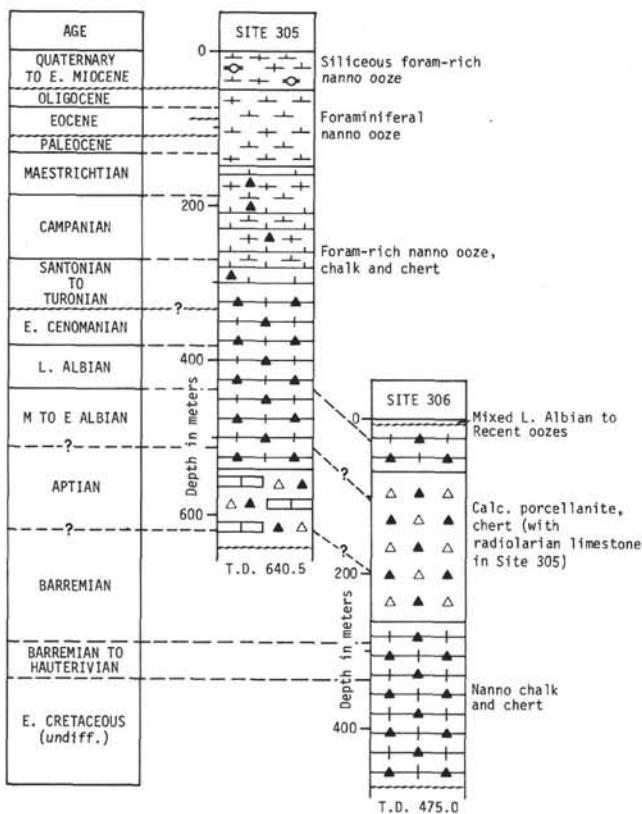 AGE
QUATERNARY
TO E. MIOCENE
OLIGOCENE
EOCENE
PALEOCENE
MAESTRICHTIAN
CAMPANIAN
SANTONIAN
TO
TURONIAN
?
E. CENOMANIAN
L. ALBIAN
M TO E ALBIAN
?
APTIAN
?
BARREMIAN
BARREMIAN TO
HAUTERIVIAN
E. CRETACEOUS
(undiff.)
SITE 305
0
200
400
600
Depth in meters
T.D. 640.5
Siliceous foram-rich
nanno ooze
Foraminiferal
nanno ooze
Foram-rich nanno ooze,
chalk and chert
?
?
SITE 306
0
200
400
Depth in meters
T.D. 475.0
Mixed L. Albian to
Recent oozes
Calc. porcellanite,
chert (with
radiolarian limestone
in Site 305)
Nanno chalk
and chert